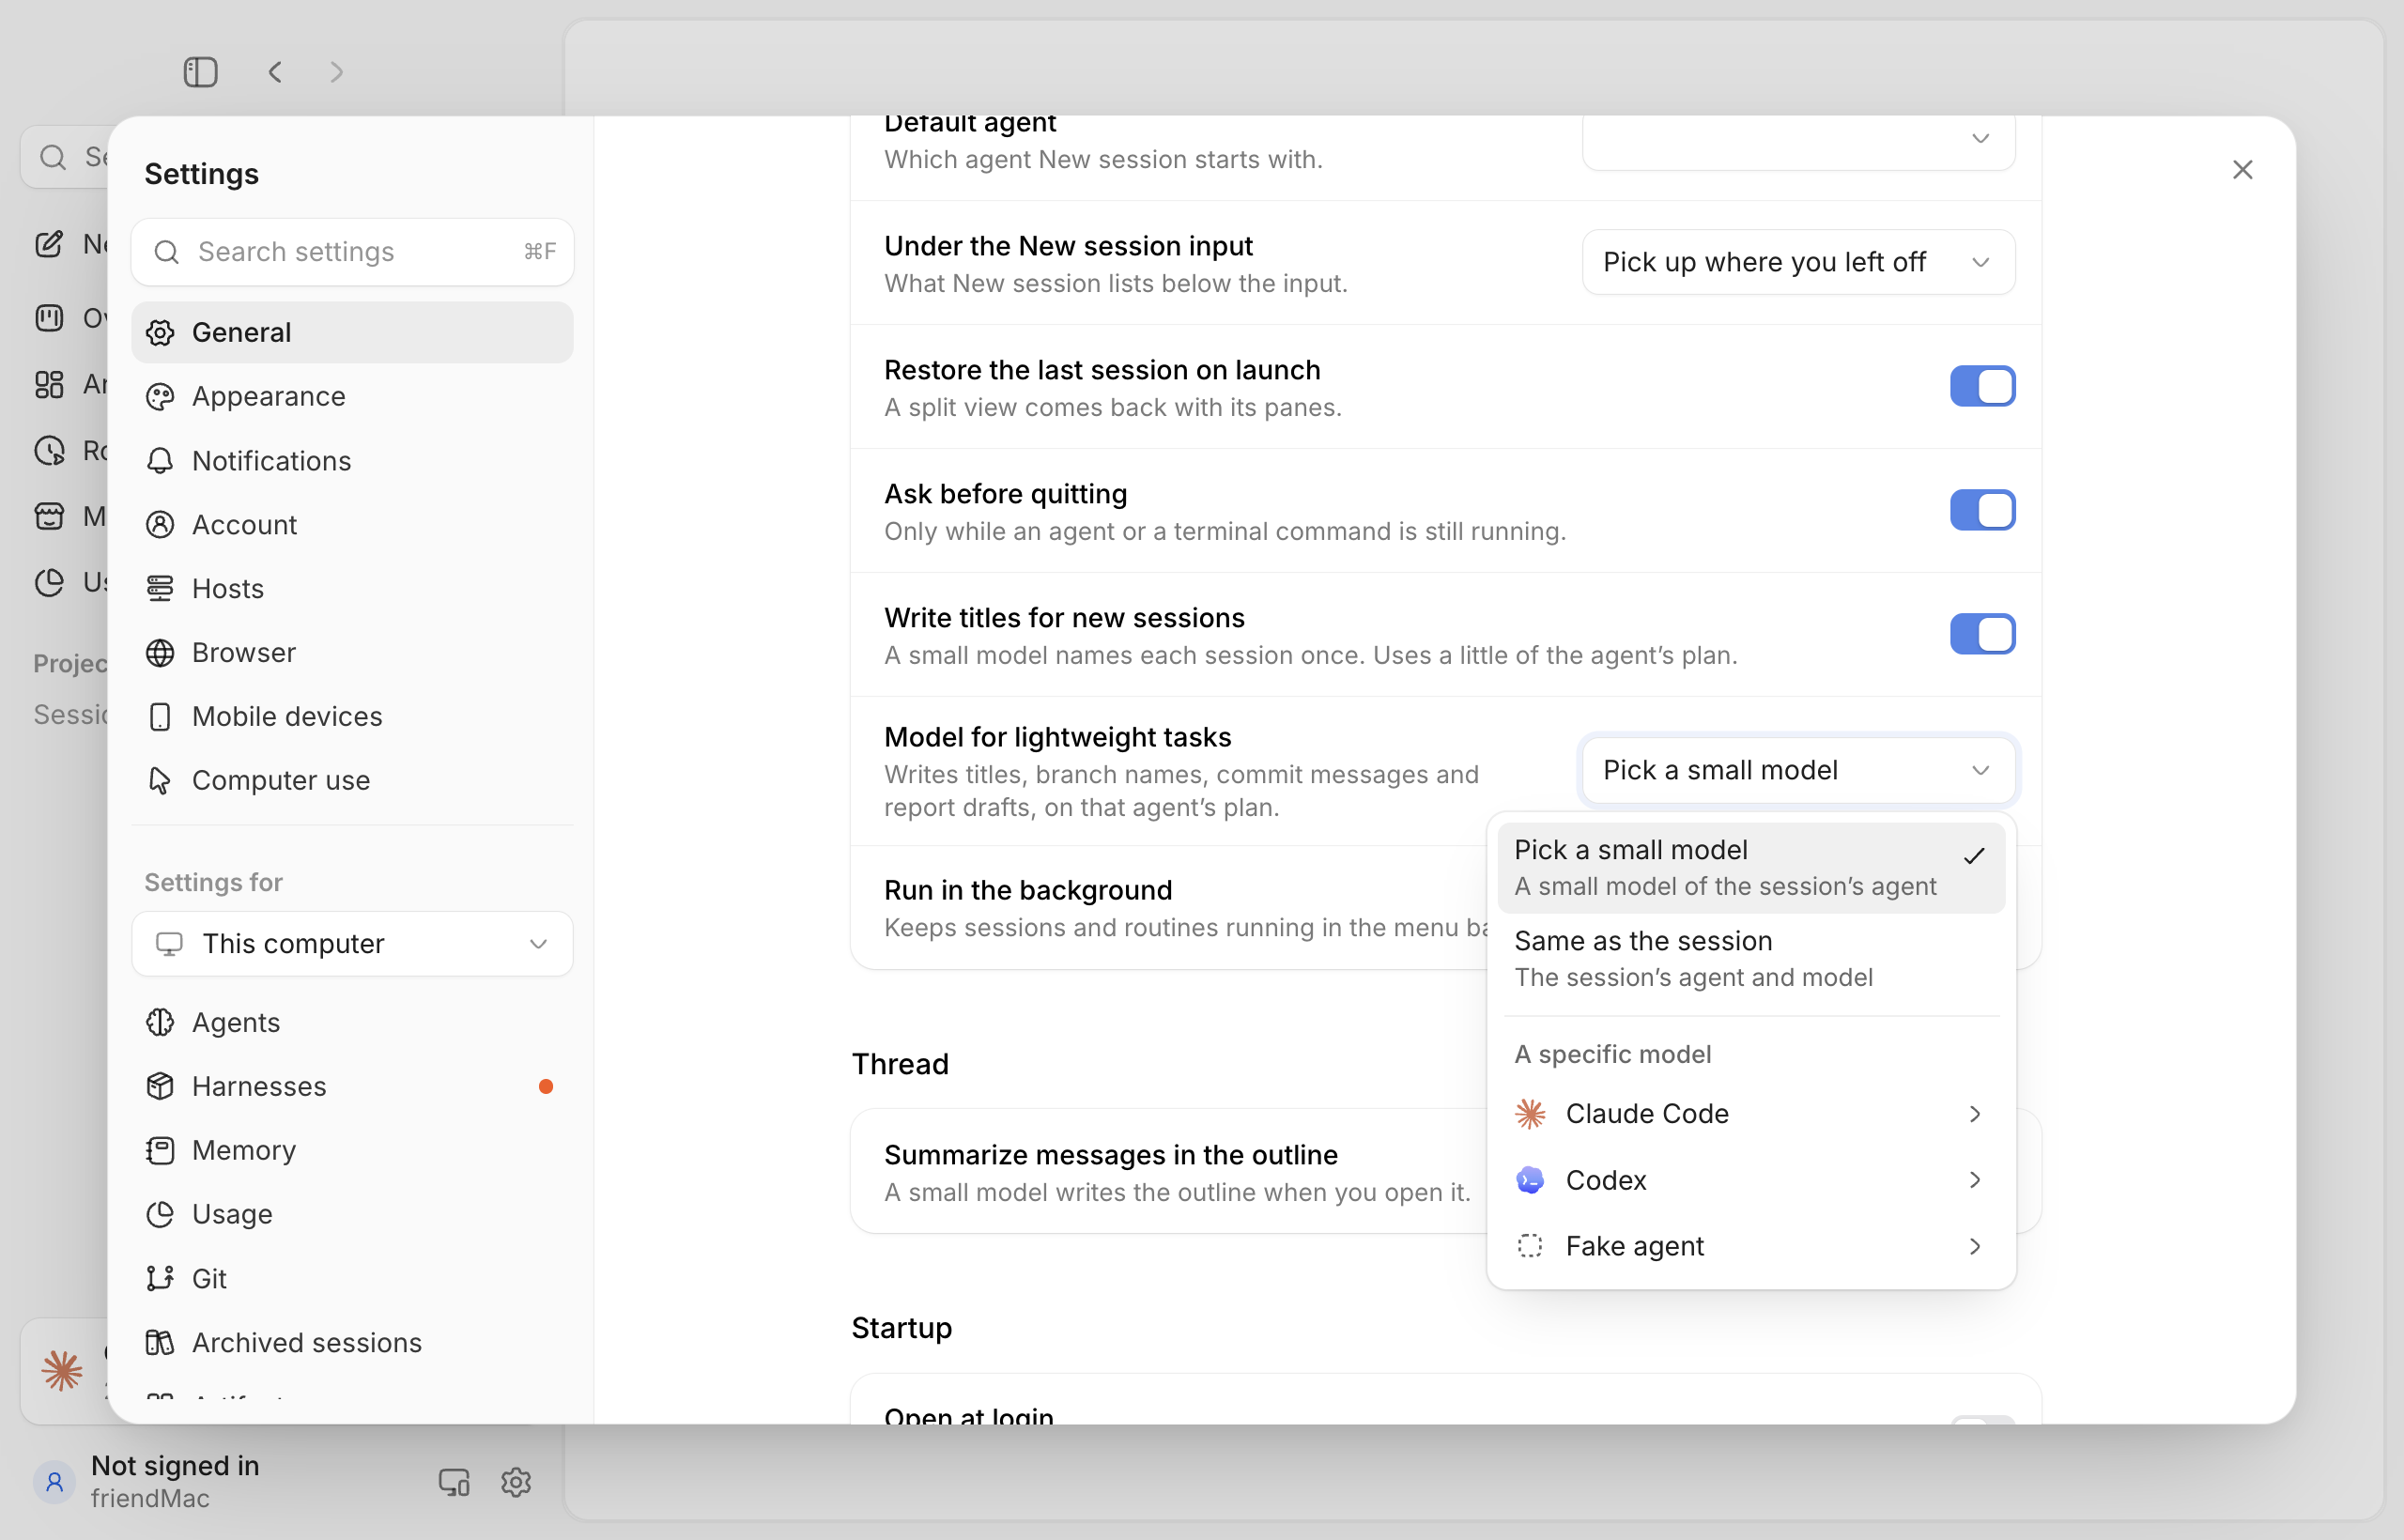 Settings
Search settings ⌘F
General
Appearance
Notifications
Account
Hosts
Browser
Mobile devices
Computer use
Settings for
This computer
Agents
Harnesses
Memory
Usage
Git
Archived sessions
Not signed in
friendMac
Default agent
Which agent New session starts with.
Under the New session input
What New session lists below the input.
Pick up where you left off
Restore the last session on launch
A split view comes back with its panes.
Ask before quitting
Only while an agent or a terminal command is still running.
Write titles for new sessions
A small model names each session once. Uses a little of the agent’s plan.
Model for lightweight tasks
Writes titles, branch names, commit messages and
report drafts, on that agent’s plan.
Pick a small model
Pick a small model
A small model of the session’s agent
Same as the session
The session’s agent and model
A specific model
Claude Code
Codex
Fake agent
Run in the background
Keeps sessions and routines running in the menu
Thread
Summarize messages in the outline
A small model writes the outline when you open it.
Startup
Open at login